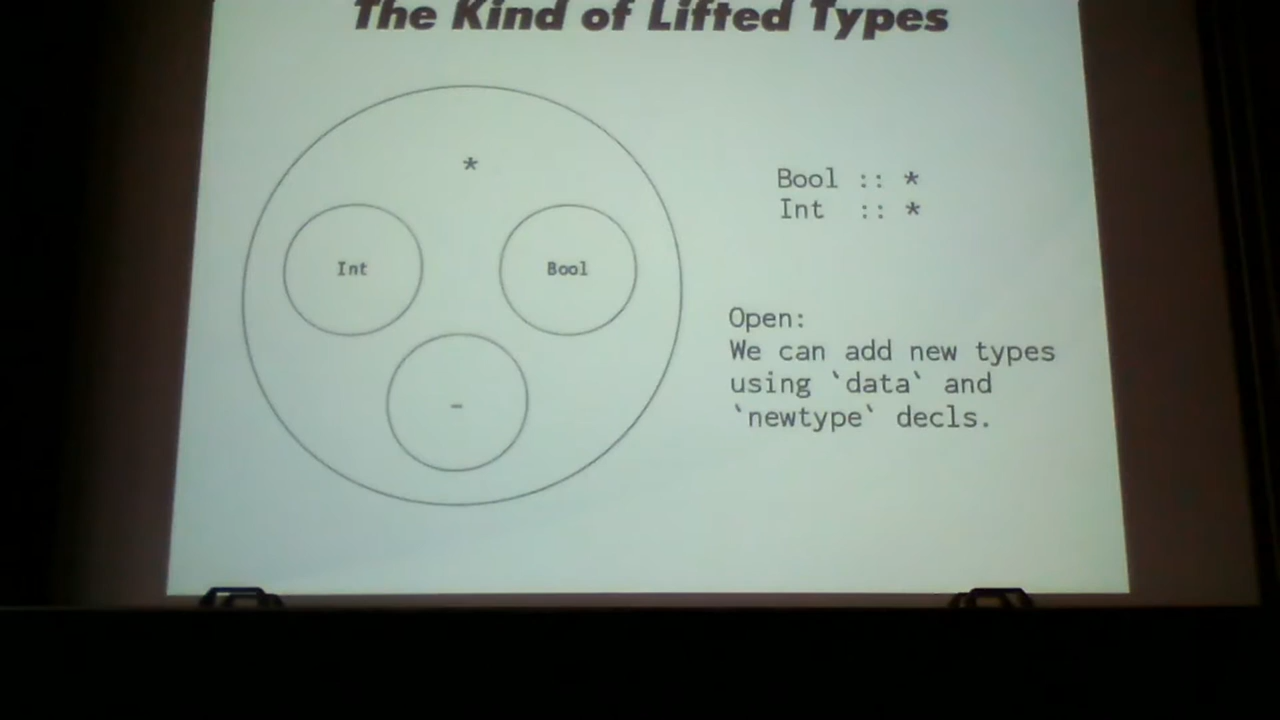 The Kind of Lifted Types
*
Int
Bool
-
Bool :: *
Int  :: *
Open:
We can add new types
using `data` and
`newtype` decls.